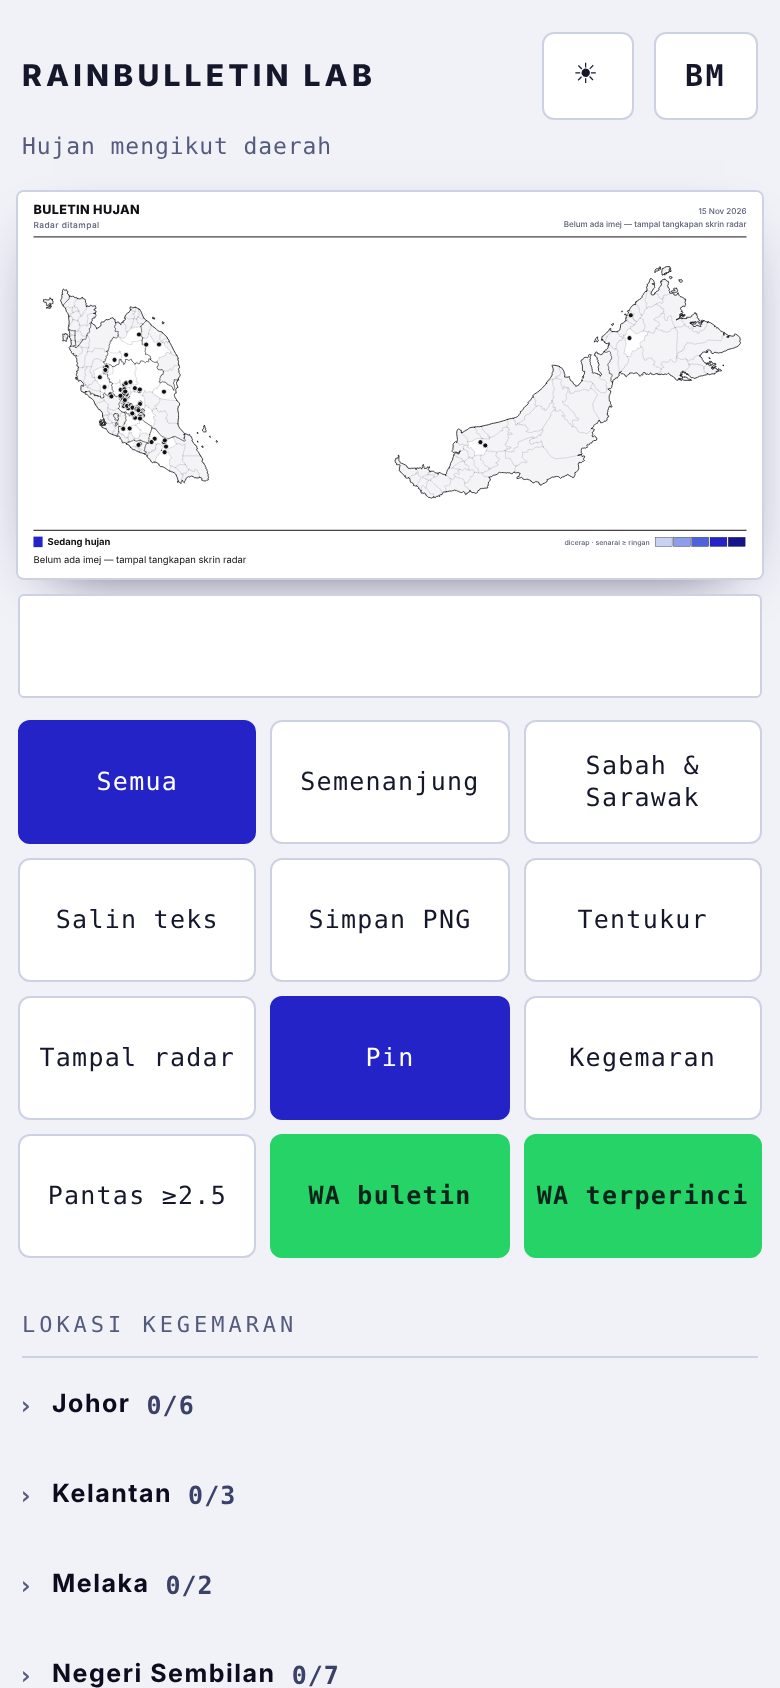 RAINBULLETIN LAB
☀
BM
Hujan mengikut daerah
BULETIN HUJAN
15 Nov 2026
Radar ditampal
Belum ada imej — tampal tangkapan skrin radar
Sedang hujan
dicerap · senarai ≥ ringan
Belum ada imej — tampal tangkapan skrin radar
Semua
Semenanjung
Sabah &
Sarawak
Salin teks
Simpan PNG
Tentukur
Tampal radar
Pin
Kegemaran
Pantas ≥2.5
WA buletin
WA terperinci
LOKASI KEGEMARAN
› Johor 0/6
› Kelantan 0/3
› Melaka 0/2
› Negeri Sembilan 0/7